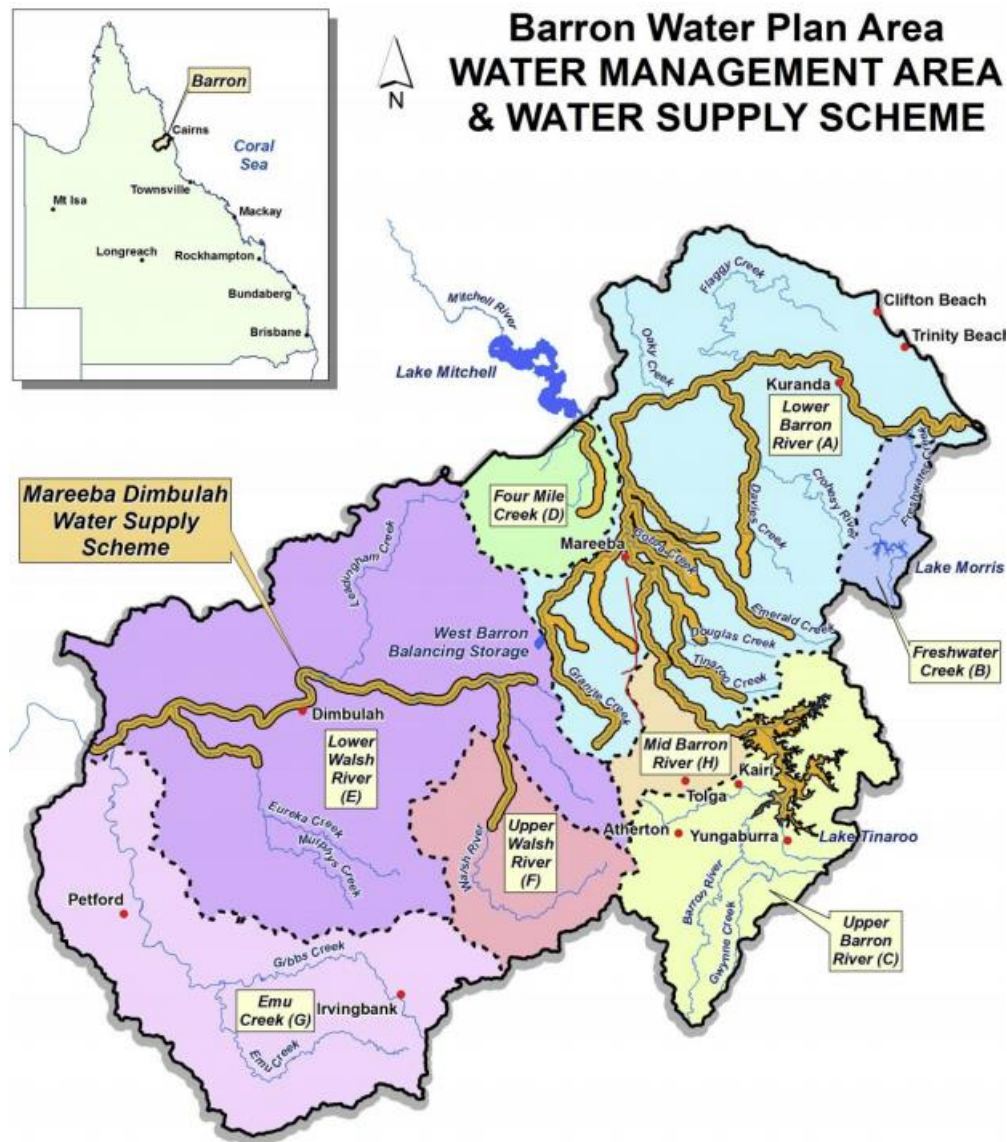 Barron Water Plan Area
WATER MANAGEMENT AREA
& WATER SUPPLY SCHEME
N
Barron
Cairns
Coral
Sea
Townsville
Mt Isa
Mackay
Longreach
Rockhampton
Bundaberg
Brisbane
Mitchell River
Lake Mitchell
Flaggy Creek
Oaky Creek
Clifton Beach
Trinity Beach
Kuranda
Lower
Barron
River (A)
Freshwater Creek
Mareeba Dimbulah
Water Supply
Scheme
Four Mile
Creek (D)
Mareeba
Davies Creek
Crohesy River
Lake Morris
Leadingham Creek
West Barron
Balancing Storage
Emerald Creek
Douglas Creek
Tinaroo Creek
Granite Creek
Freshwater
Creek (B)
Dimbulah
Lower
Walsh
River
(E)
Mid Barron
River (H)
Kairi
Tolga
Atherton
Yungaburra
Lake Tinaroo
Eureka Creek
Murphys Creek
Walsh River
Upper
Walsh
River
(F)
Barron River
Gwynne Creek
Upper
Barron
River (C)
Petford
Gibbs Creek
Emu
Creek (G)
Irvingbank
Emu Creek